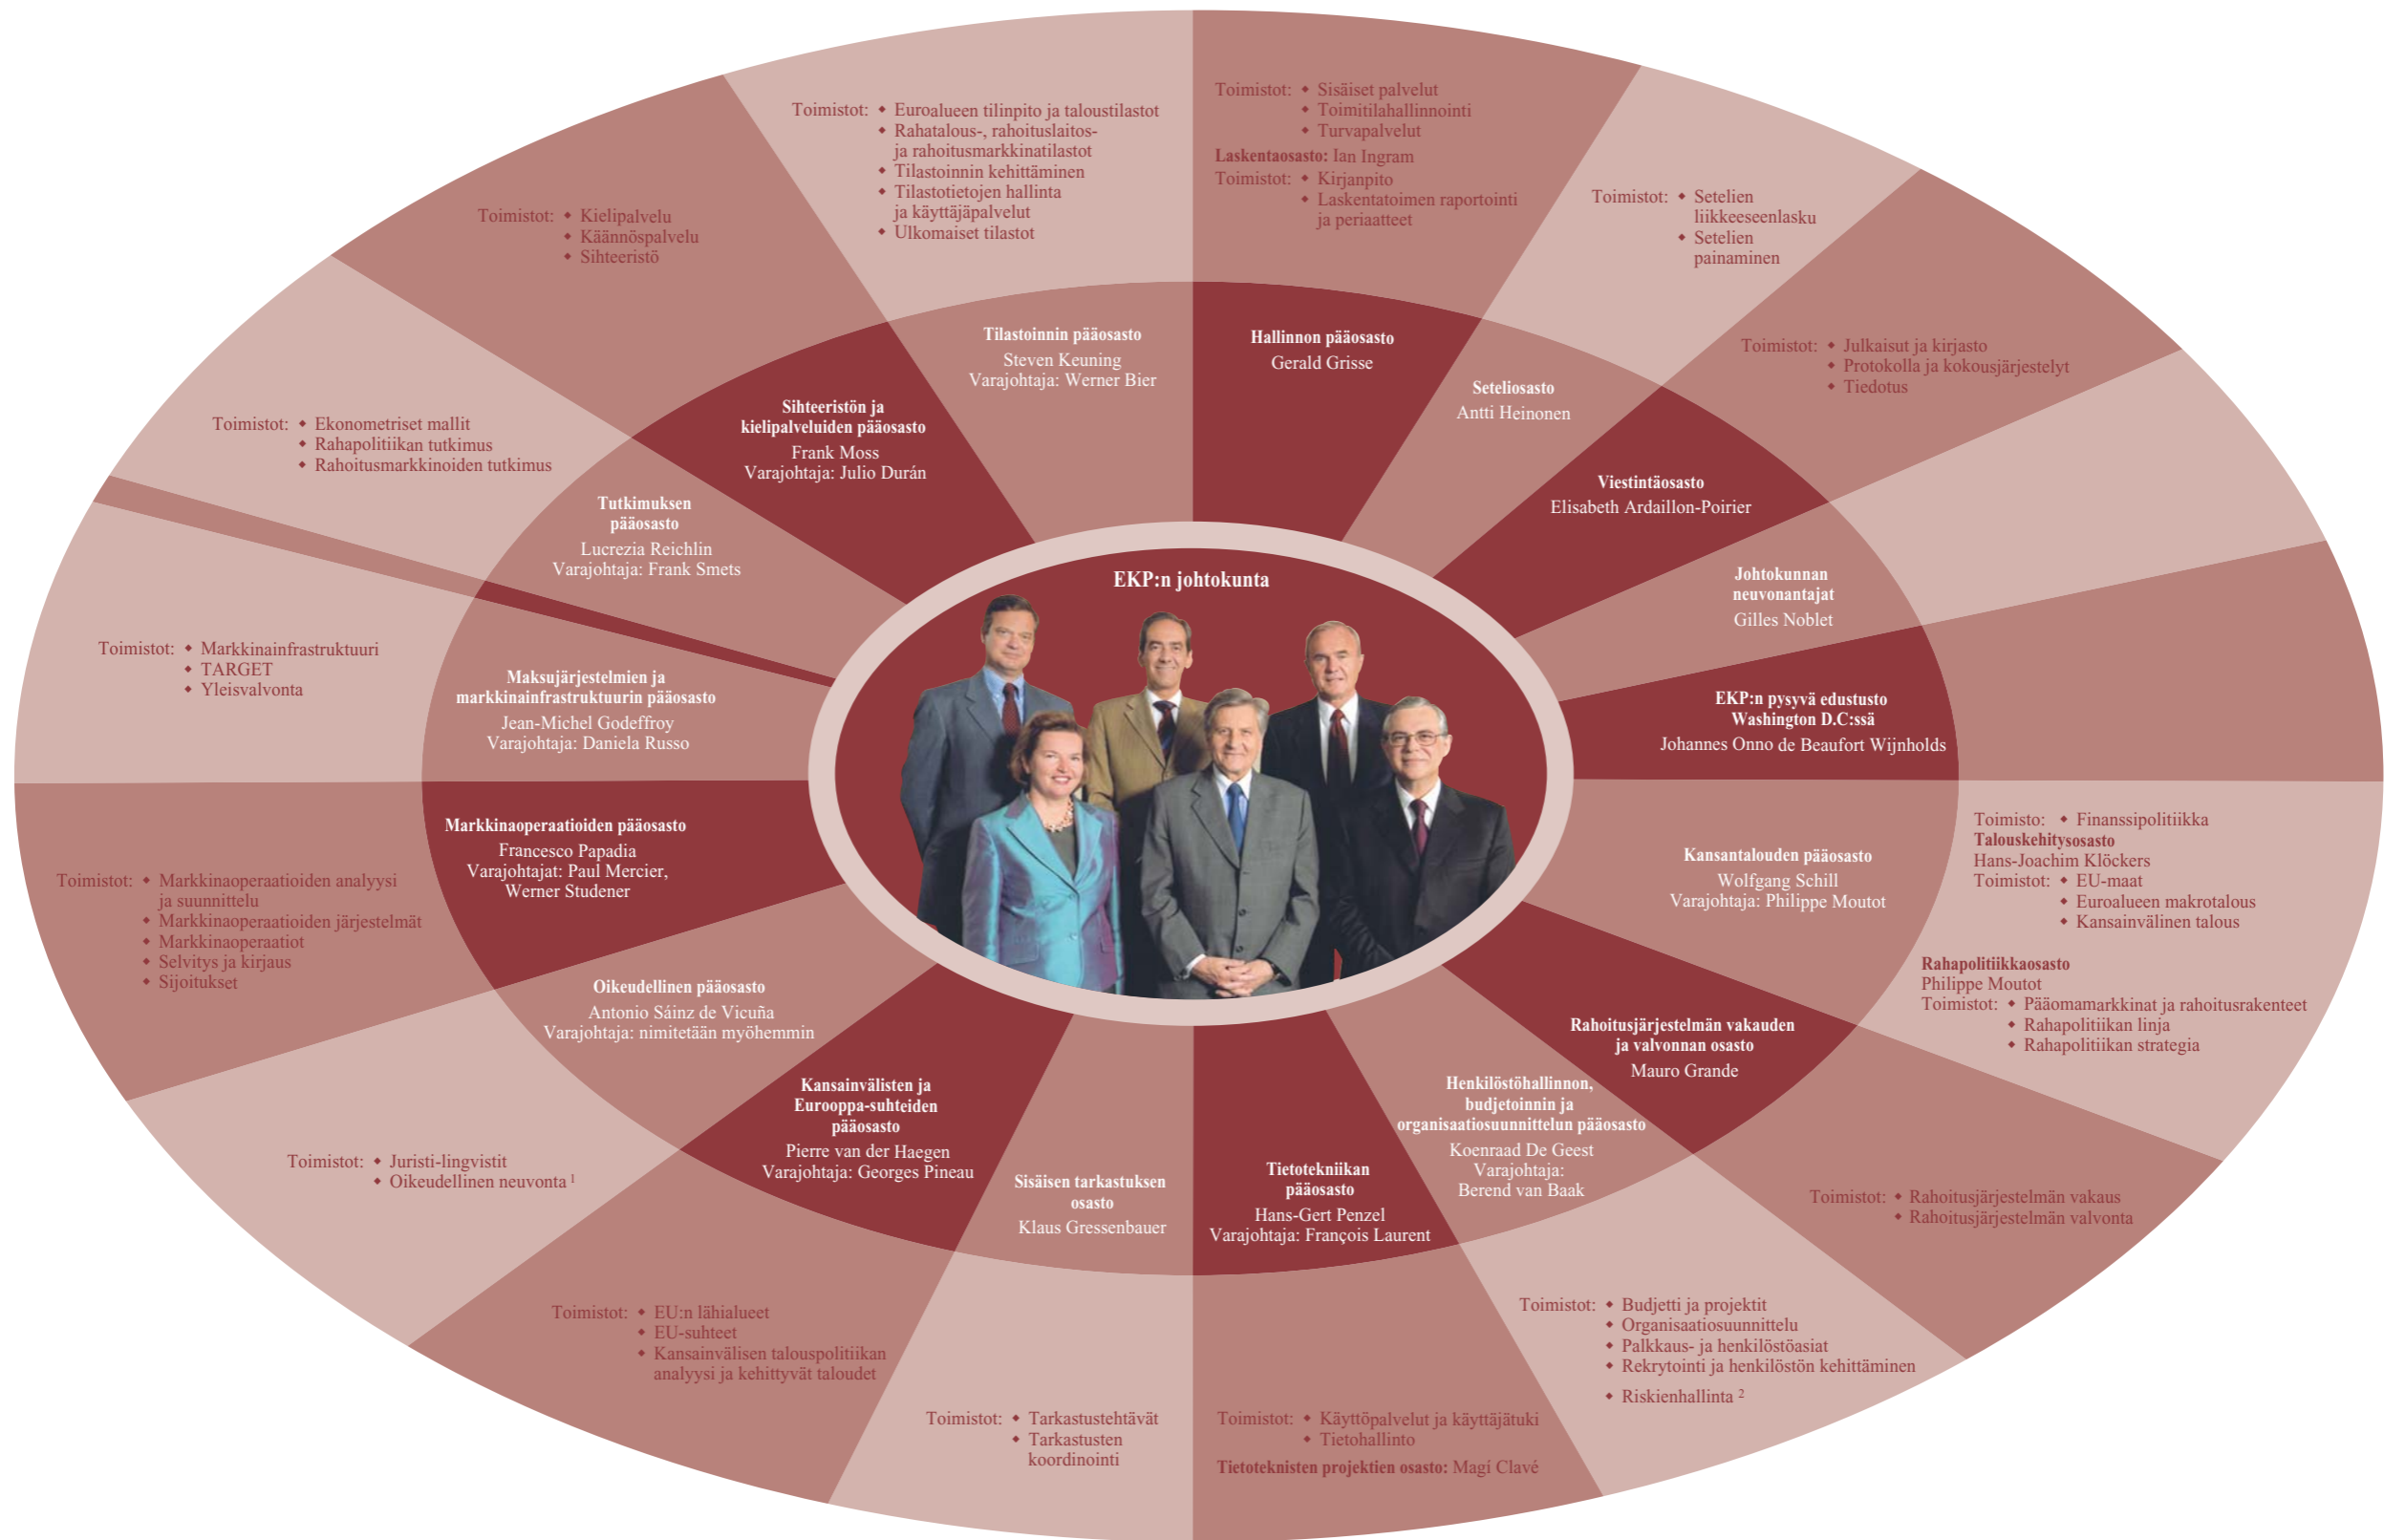 EKP:n johtokunta
Toimistot: ◆ Sisäiset palvelut
◆ Toimitilahallinnointi
◆ Turvapalvelut
Laskentaosasto: Ian Ingram
Toimistot: ◆ Kirjanpito
◆ Laskentatoimen raportointi
ja periaatteet
Hallinnon pääosasto
Gerald Grisse
Toimistot: ◆ Setelien
liikkeeseenlasku
◆ Setelien
painaminen
Seteliosasto
Antti Heinonen
Toimistot: ◆ Julkaisut ja kirjasto
◆ Protokolla ja kokousjärjestelyt
◆ Tiedotus
Viestintäosasto
Elisabeth Ardaillon-Poirier
Johtokunnan
neuvonantajat
Gilles Noblet
EKP:n pysyvä edustusto
Washington D.C:ssä
Johannes Onno de Beaufort Wijnholds
Kansantalouden pääosasto
Wolfgang Schill
Varajohtaja: Philippe Moutot
Toimisto: ◆ Finanssipolitiikka
Talouskehitysosasto
Hans-Joachim Klöckers
Toimistot: ◆ EU-maat
◆ Euroalueen makrotalous
◆ Kansainvälinen talous
Rahapolitiikkaosasto
Philippe Moutot
Toimistot: ◆ Pääomamarkkinat ja rahoitusrakenteet
◆ Rahapolitiikan linja
◆ Rahapolitiikan strategia
Rahoitusjärjestelmän vakauden
ja valvonnan osasto
Mauro Grande
Toimistot: ◆ Rahoitusjärjestelmän vakaus
◆ Rahoitusjärjestelmän valvonta
Henkilöstöhallinnon,
budjetoinnin ja
organisaatiosuunnittelun pääosasto
Koenraad De Geest
Varajohtaja:
Berend van Baak
Toimistot: ◆ Budjetti ja projektit
◆ Organisaatiosuunnittelu
◆ Palkkaus- ja henkilöstöasiat
◆ Rekrytointi ja henkilöstön kehittäminen
◆ Riskienhallinta 2
Tietotekniikan
pääosasto
Hans-Gert Penzel
Varajohtaja: François Laurent
Toimistot: ◆ Käyttöpalvelut ja käyttäjätuki
◆ Tietohallinto
Tietoteknisten projektien osasto: Magí Clavé
Sisäisen tarkastuksen
osasto
Klaus Gressenbauer
Toimistot: ◆ Tarkastustehtävät
◆ Tarkastusten
koordinointi
Kansainvälisten ja
Eurooppa-suhteiden
pääosasto
Pierre van der Haegen
Varajohtaja: Georges Pineau
Toimistot: ◆ EU:n lähialueet
◆ EU-suhteet
◆ Kansainvälisen talouspolitiikan
analyysi ja kehittyvät taloudet
Oikeudellinen pääosasto
Antonio Sáinz de Vicuña
Varajohtaja: nimitetään myöhemmin
Toimistot: ◆ Juristi-lingvistit
◆ Oikeudellinen neuvonta 1
Markkinaoperaatioiden pääosasto
Francesco Papadia
Varajohtajat: Paul Mercier,
Werner Studener
Toimistot: ◆ Markkinaoperaatioiden analyysi
ja suunnittelu
◆ Markkinaoperaatioiden järjestelmät
◆ Markkinaoperaatiot
◆ Selvitys ja kirjaus
◆ Sijoitukset
Maksujärjestelmien ja
markkinainfrastruktuurin pääosasto
Jean-Michel Godeffroy
Varajohtaja: Daniela Russo
Toimistot: ◆ Markkinainfrastruktuuri
◆ TARGET
◆ Yleisvalvonta
Tutkimuksen
pääosasto
Lucrezia Reichlin
Varajohtaja: Frank Smets
Toimistot: ◆ Ekonometriset mallit
◆ Rahapolitiikan tutkimus
◆ Rahoitusmarkkinoiden tutkimus
Sihteeristön ja
kielipalveluiden pääosasto
Frank Moss
Varajohtaja: Julio Durán
Toimistot: ◆ Kielipalvelu
◆ Käännöspalvelu
◆ Sihteeristö
Tilastoinnin pääosasto
Steven Keuning
Varajohtaja: Werner Bier
Toimistot: ◆ Euroalueen tilinpito ja taloustilastot
◆ Rahatalous-, rahoituslaitos-
ja rahoitusmarkkinatilastot
◆ Tilastoinnin kehittäminen
◆ Tilastotietojen hallinta
ja käyttäjäpalvelut
◆ Ulkomaiset tilastot